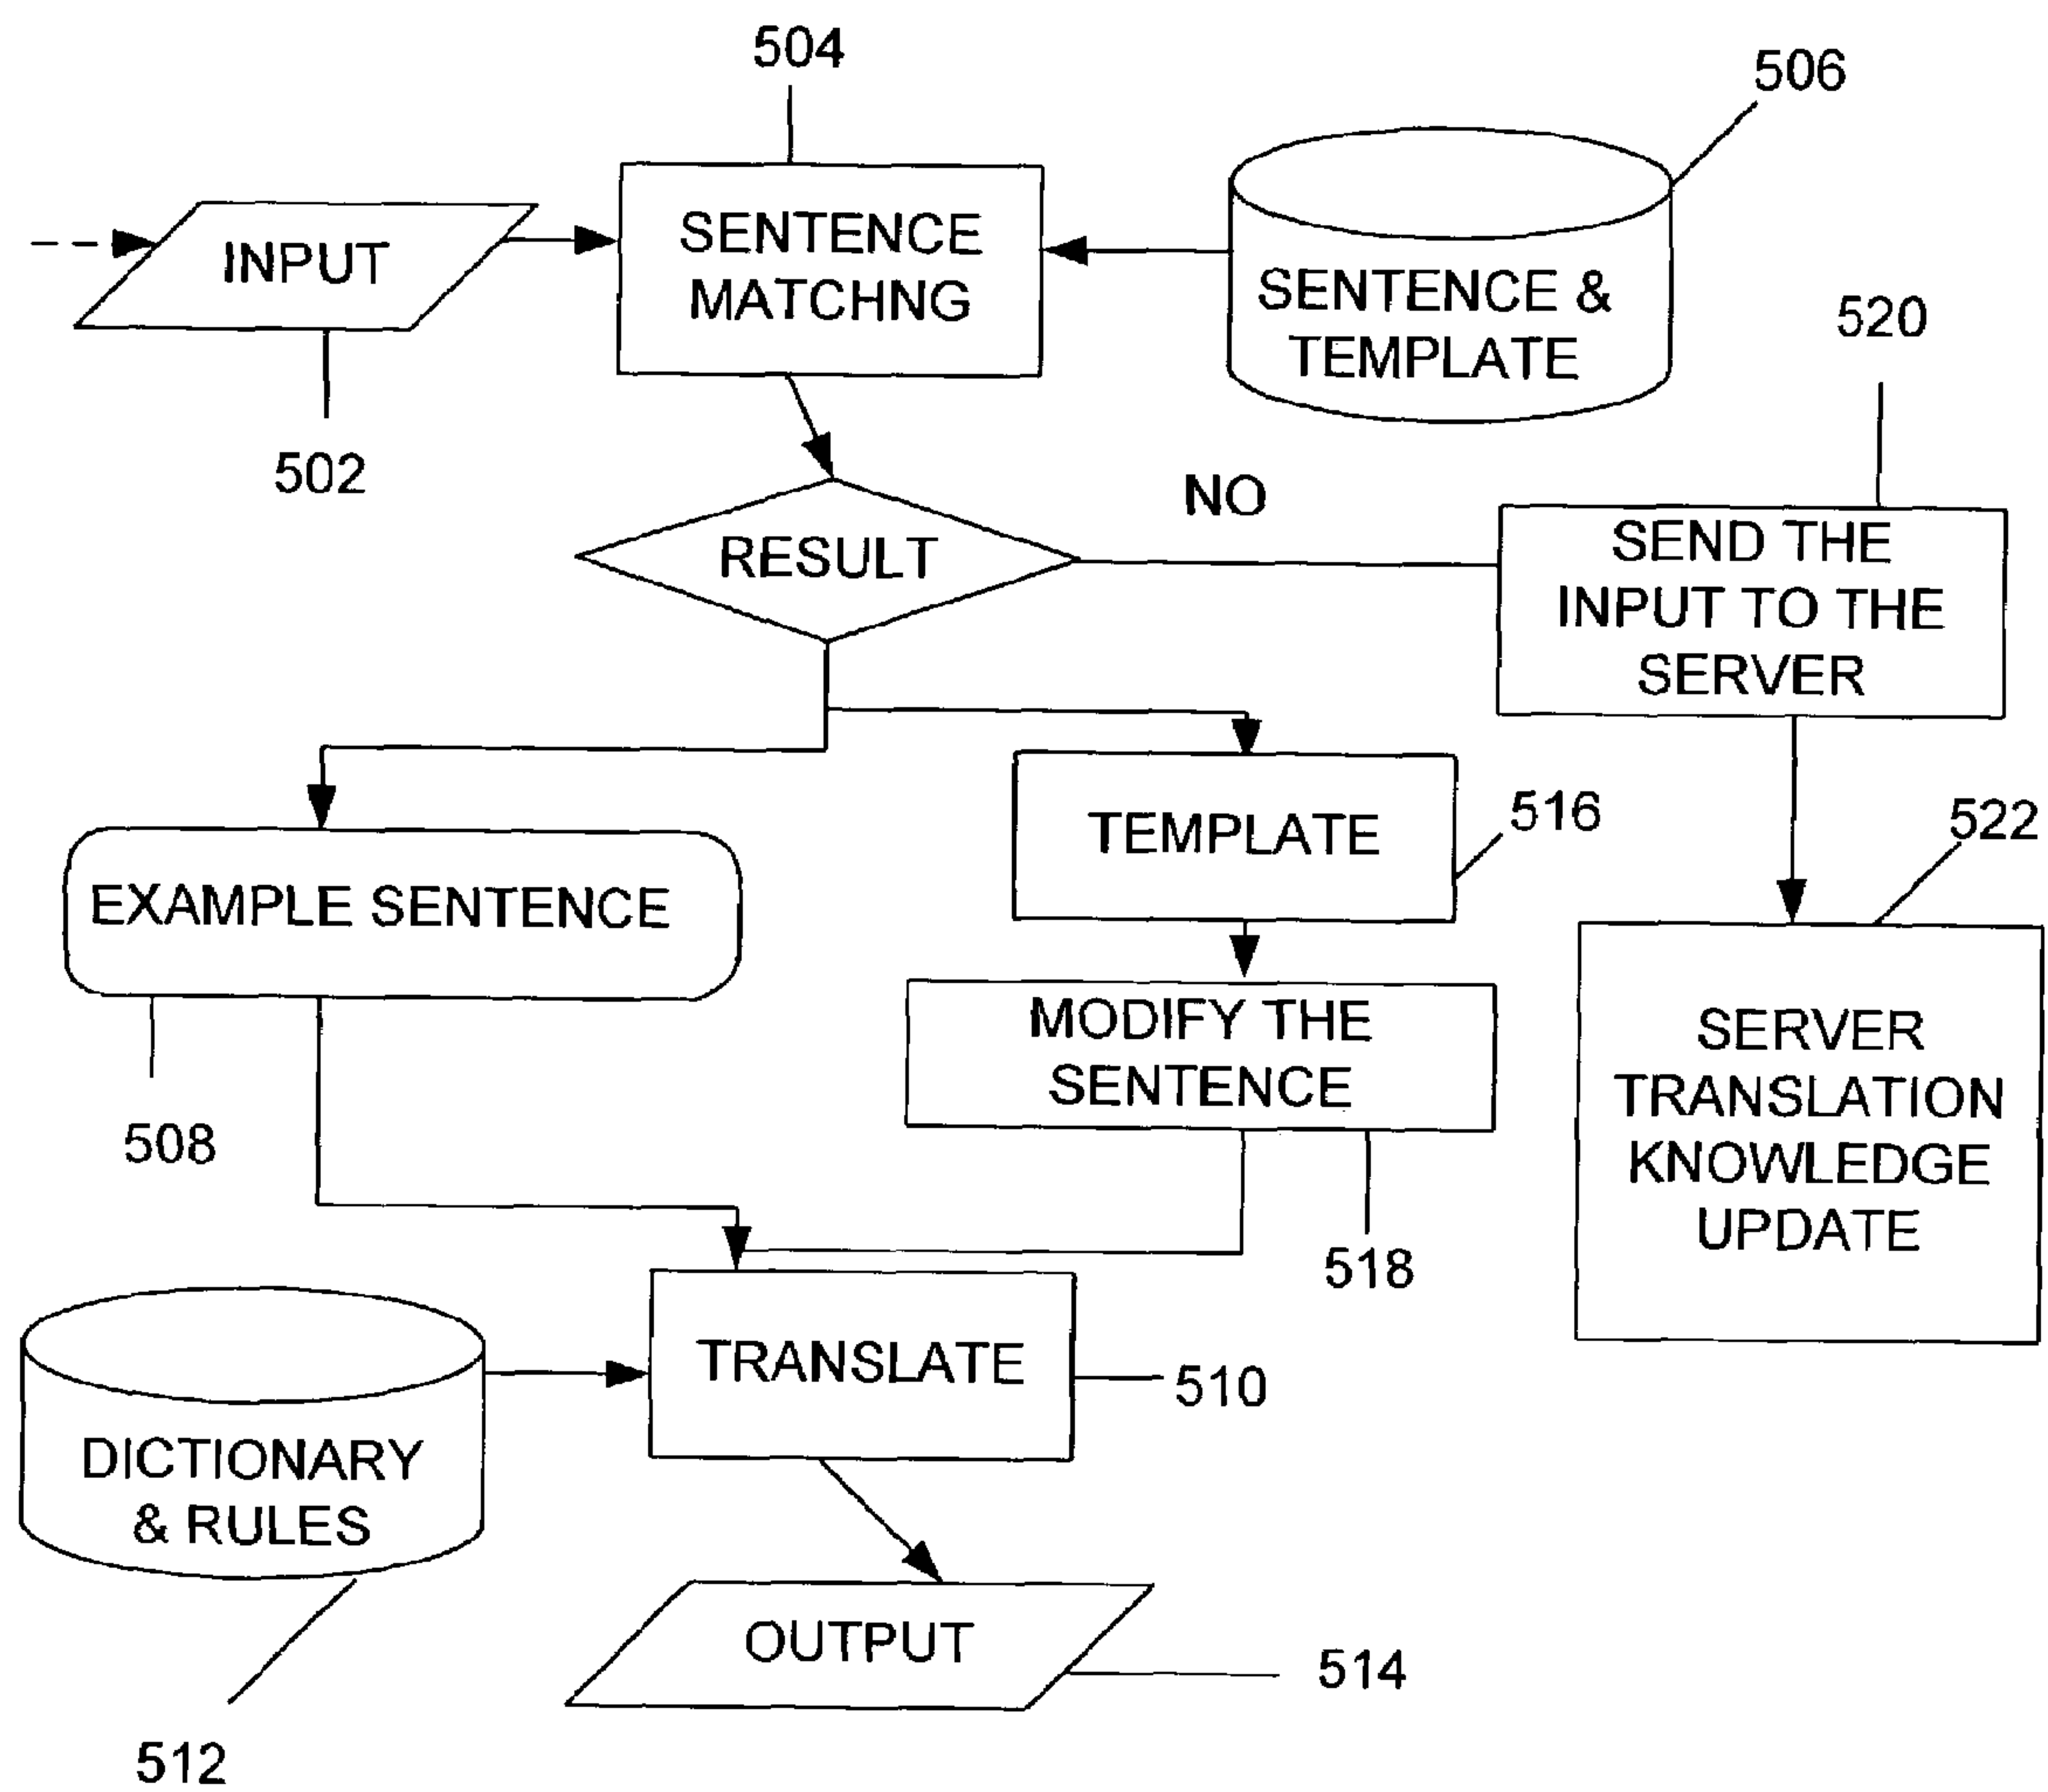 504
506
INPUT
SENTENCE
MATCHNG
SENTENCE &
TEMPLATE
520
502
NO
RESULT
SEND THE
INPUT TO THE
SERVER
TEMPLATE
516
522
EXAMPLE SENTENCE
MODIFY THE
SENTENCE
508
518
SERVER
TRANSLATION
KNOWLEDGE
UPDATE
TRANSLATE
510
DICTIONARY
& RULES
OUTPUT
514
512